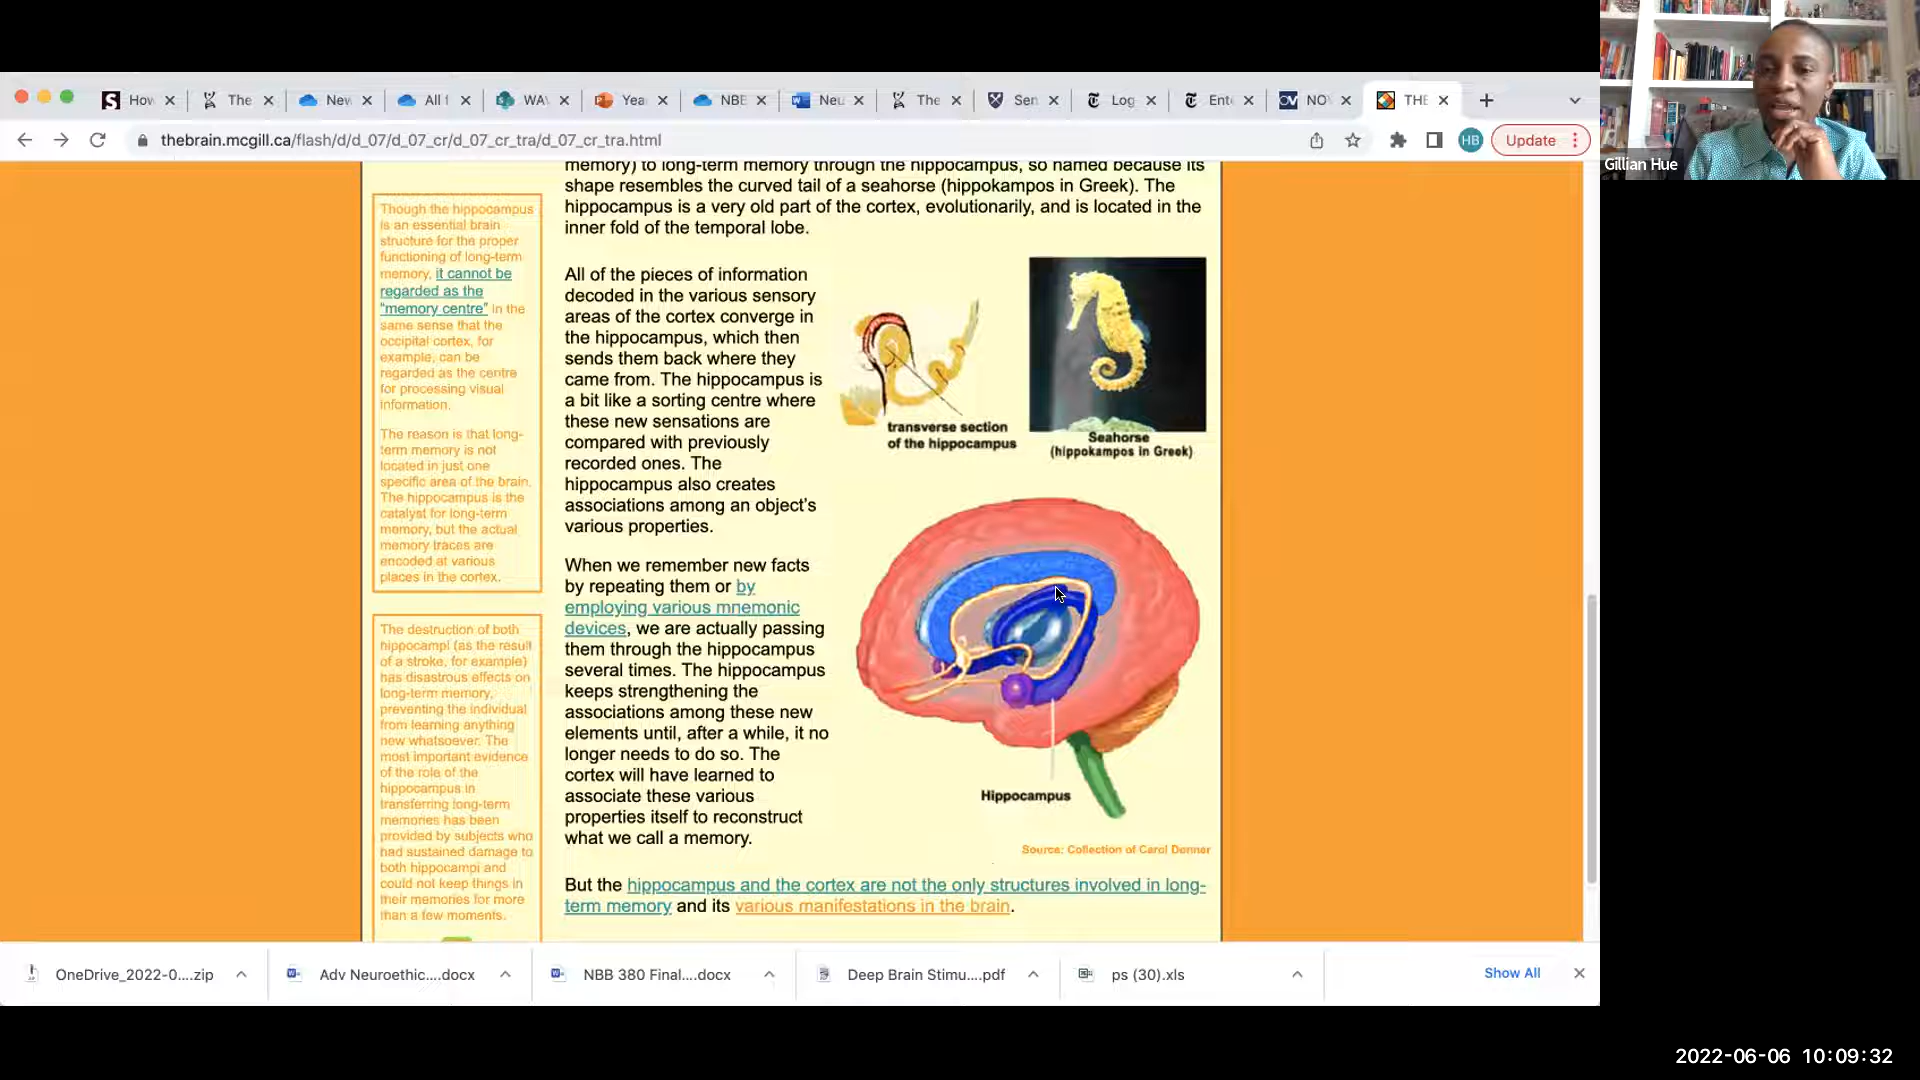 How
The
New
All f
WAV
Yea
NBE
Neu
The
Sen
Log
Ente
NOV
THE
thebrain.mcgill.ca/flash/d/d_07/d_07_cr/d_07_cr_tra/d_07_cr_tra.html
HB
Update
Gillian Hue
memory) to long-term memory through the hippocampus, so named because its
shape resembles the curved tail of a seahorse (hippokampos in Greek). The
hippocampus is a very old part of the cortex, evolutionarily, and is located in the
inner fold of the temporal lobe.
Though the hippocampus
is an essential brain
structure for the proper
functioning of long-term
memory, it cannot be
regarded as the
"memory centre" in the
same sense that the
occipital cortex, for
example, can be
regarded as the centre
for processing visual
information.
The reason is that long-
term memory is not
located in just one
specific area of the brain.
The hippocampus is the
catalyst for long-term
memory, but the actual
memory traces are
encoded at various
places in the cortex.
The destruction of both
hippocampi (as the result
of a stroke, for example)
has disastrous effects on
long-term memory,
preventing the individual
from learning anything
new whatsoever. The
most important evidence
of the role of the
hippocampus in
transferring long-term
memories has been
provided by subjects who
had sustained damage to
both hippocampi and
could not keep things in
their memories for more
than a few moments.
All of the pieces of information
decoded in the various sensory
areas of the cortex converge in
the hippocampus, which then
sends them back where they
came from. The hippocampus is
a bit like a sorting centre where
these new sensations are
compared with previously
recorded ones. The
hippocampus also creates
associations among an object's
various properties.
When we remember new facts
by repeating them or by
employing various mnemonic
devices, we are actually passing
them through the hippocampus
several times. The hippocampus
keeps strengthening the
associations among these new
elements until, after a while, it no
longer needs to do so. The
cortex will have learned to
associate these various
properties itself to reconstruct
what we call a memory.
transverse section
of the hippocampus
Seahorse
(hippokampos in Greek)
Hippocampus
Source: Collection of Carol Donner
But the hippocampus and the cortex are not the only structures involved in long-
term memory and its various manifestations in the brain.
OneDrive_2022-0....zip
Adv Neuroethic....docx
NBB 380 Final....docx
Deep Brain Stimu....pdf
ps (30).xls
Show All
2022-06-06 10:09:32